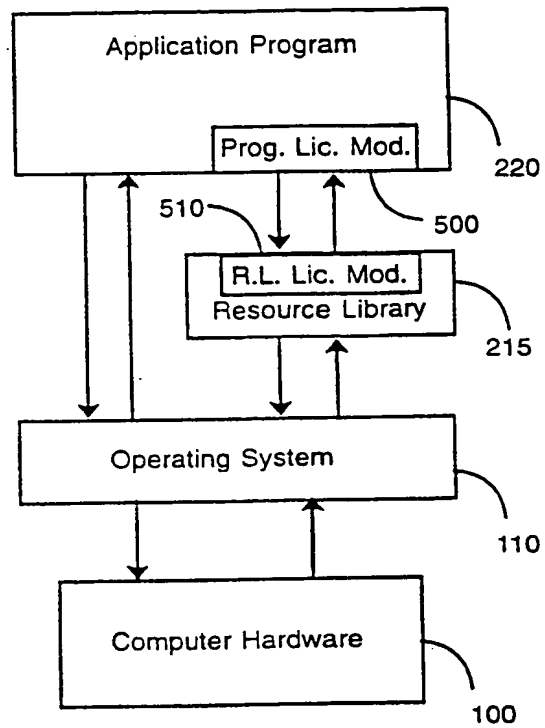 Application Program
Prog. Lic. Mod.
220
510
500
R.L. Lic. Mod.
Resource Library
215
Operating System
110
Computer Hardware
100